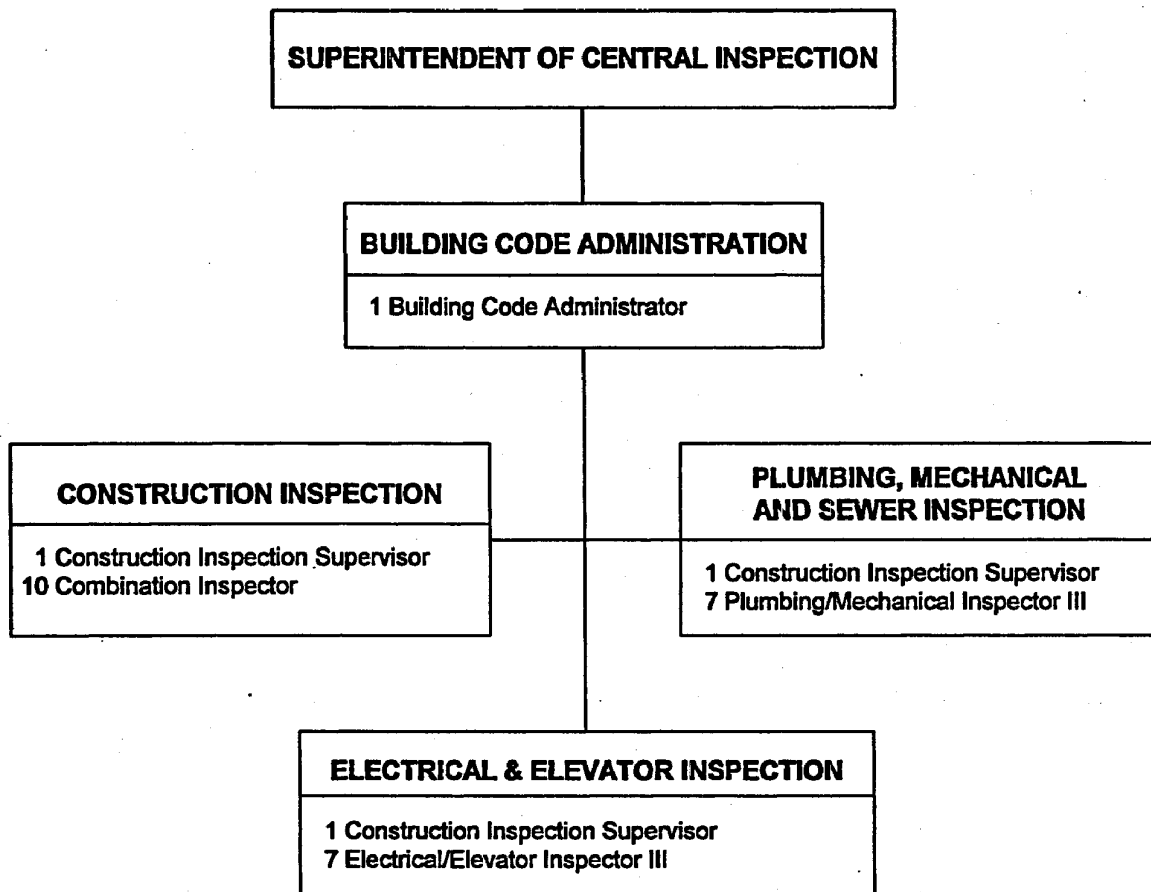 SUPERINTENDENT OF CENTRAL INSPECTION
BUILDING CODE ADMINISTRATION
1 Building Code Administrator
CONSTRUCTION INSPECTION
1 Construction Inspection Supervisor
10 Combination Inspector
PLUMBING, MECHANICAL
AND SEWER INSPECTION
1 Construction Inspection Supervisor
7 Plumbing/Mechanical Inspector III
ELECTRICAL & ELEVATOR INSPECTION
1 Construction Inspection Supervisor
7 Electrical/Elevator Inspector III